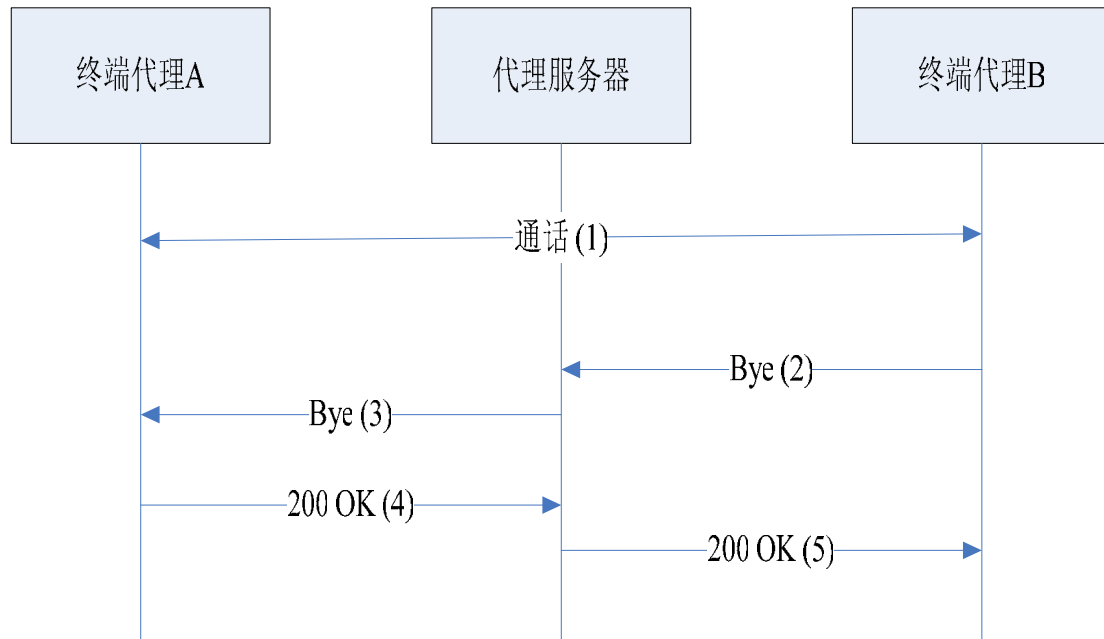 终端代理A
代理服务器
终端代理B
通话 (1)
Bye (2)
Bye (3)
200 OK (4)
200 OK (5)